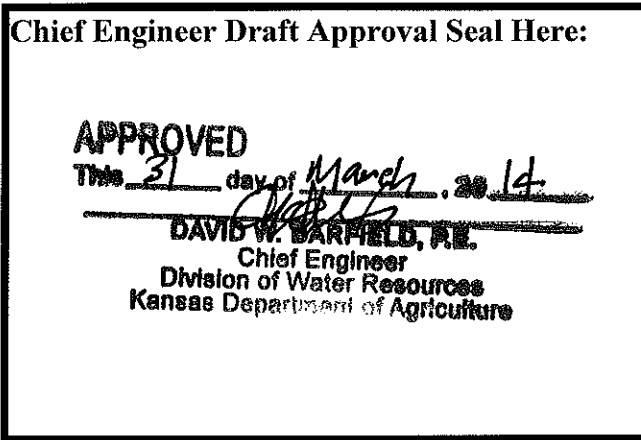 Chief Engineer Draft Approval Seal Here:
APPROVED
This 31 day of March, 20 14
DAVID W. BARFIELD, P.E.
Chief Engineer
Division of Water Resources
Kansas Department of Agriculture